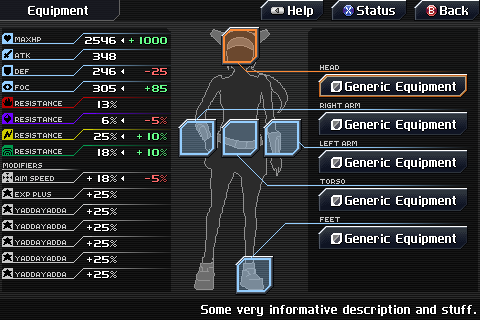 Equipment
Help
X Status
B Back
MAXHP 2546 + 1000
ATK 348
DEF 246 -25
FOC 305 +85
RESISTANCE 13%
RESISTANCE 6% -5%
RESISTANCE 25% + 10%
RESISTANCE 18% + 10%
MODIFIERS
AIM SPEED + 18% -5%
EXP PLUS +25%
YADDAYADDA +25%
YADDAYADDA +25%
YADDAYADDA +25%
YADDAYADDA +25%
YADDAYADDA +25%
HEAD
Generic Equipment
RIGHT ARM
Generic Equipment
LEFT ARM
Generic Equipment
TORSO
Generic Equipment
FEET
Generic Equipment
Some very informative description and stuff.